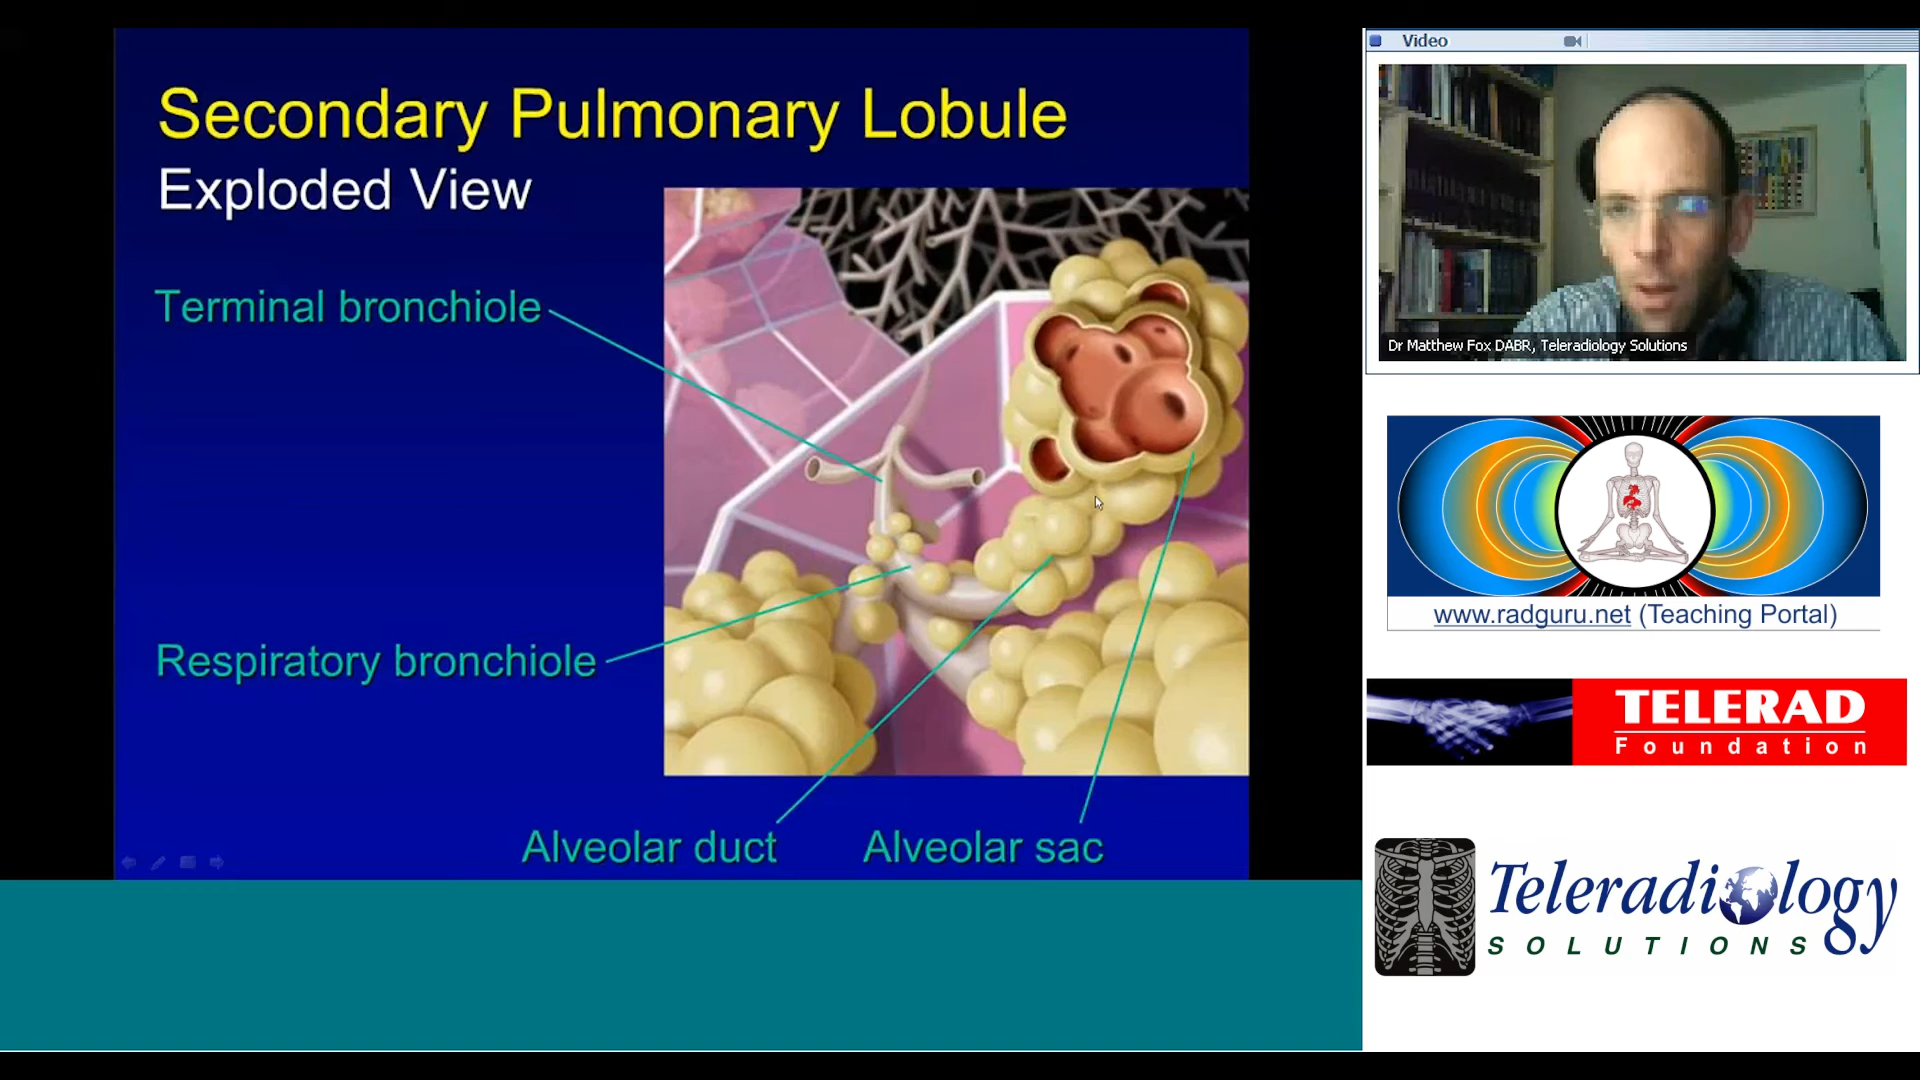 Secondary Pulmonary Lobule
Exploded View
Terminal bronchiole
Respiratory bronchiole
Alveolar duct
Alveolar sac
Video
Dr Matthew Fox DABR, Teleradiology Solutions
www.radguru.net (Teaching Portal)
TELERAD
Foundation
Teleradiology
SOLUTIONS